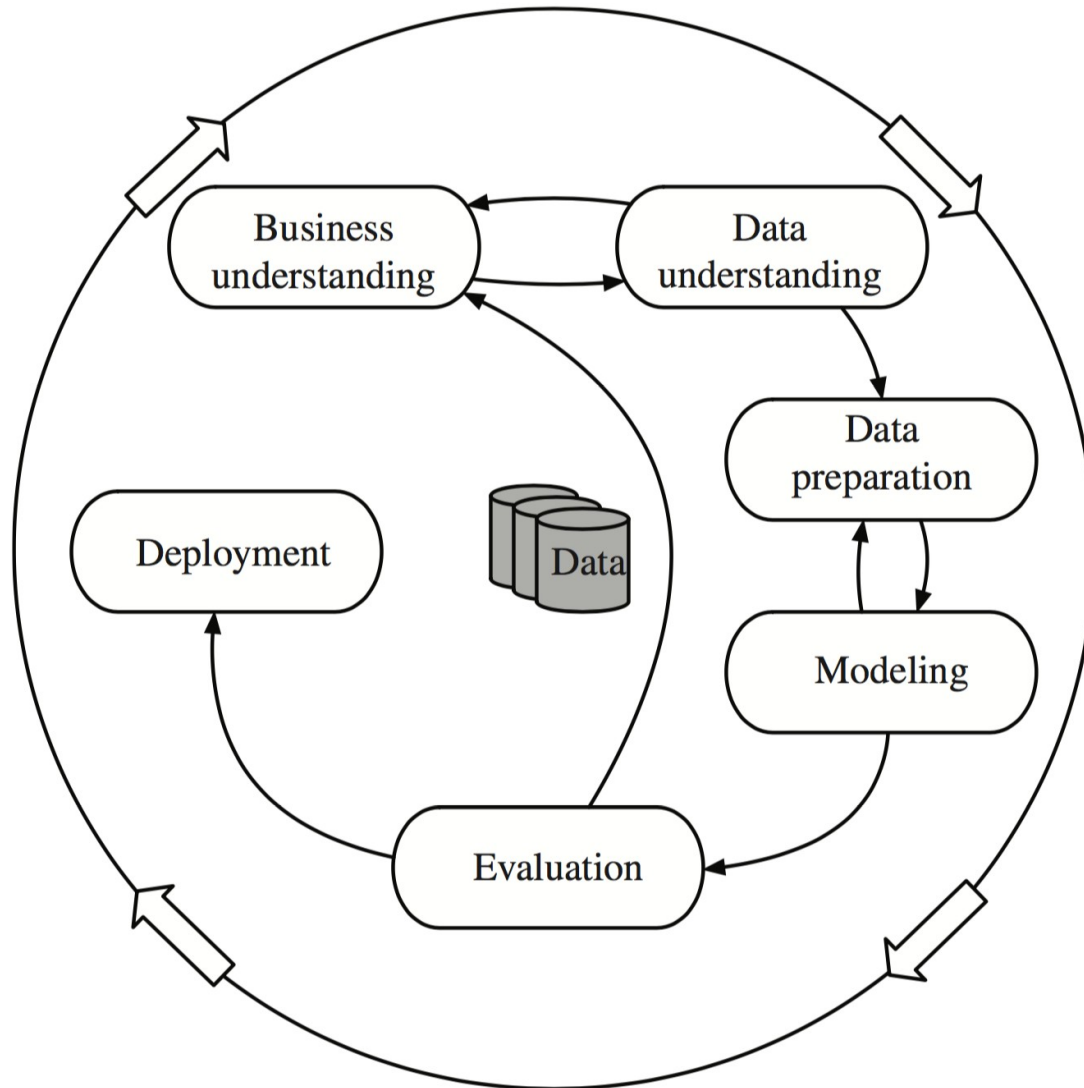 Business
understanding
Data
understanding
Data
preparation
Deployment
Data
Modeling
Evaluation